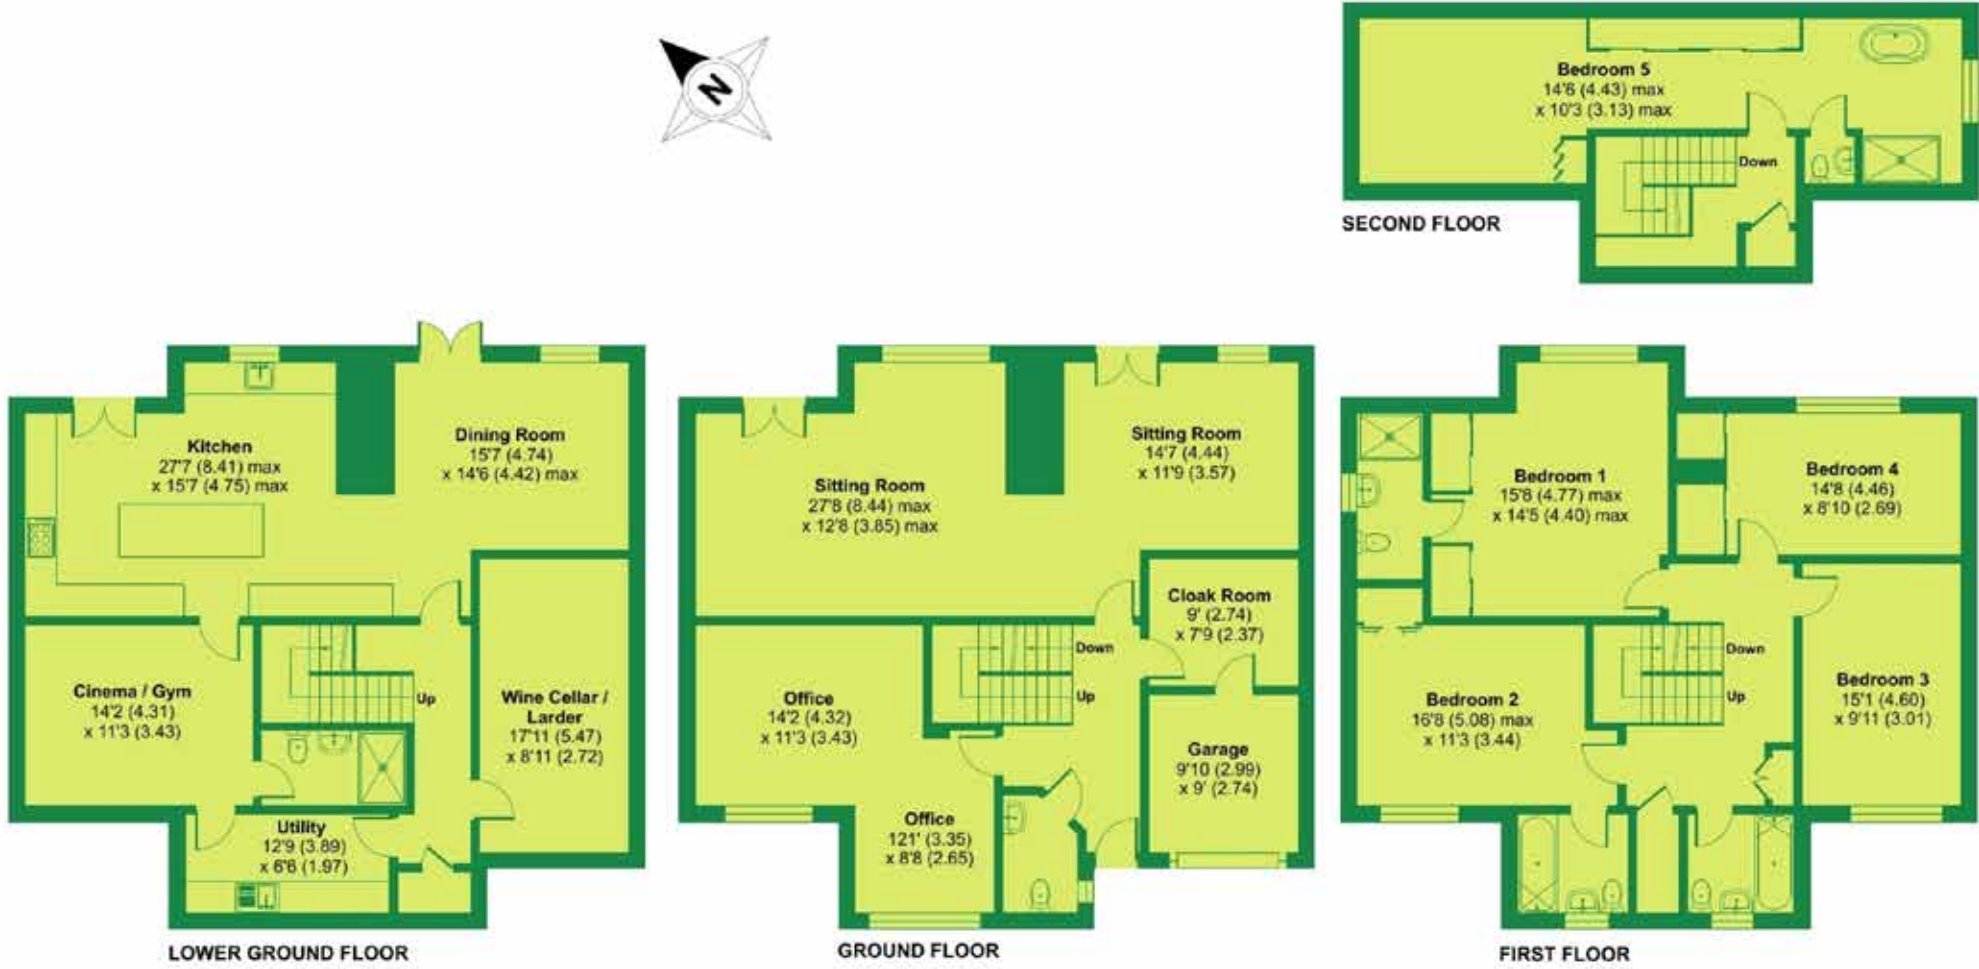 N
Bedroom 5
14'6 (4.43) max
x 10'3 (3.13) max
Down
SECOND FLOOR
Kitchen
27'7 (8.41) max
x 15'7 (4.75) max
Dining Room
15'7 (4.74)
x 14'6 (4.42) max
Cinema / Gym
14'2 (4.31)
x 11'3 (3.43)
Up
Wine Cellar /
Larder
17'11 (5.47)
x 8'11 (2.72)
Utility
12'9 (3.89)
x 6'6 (1.97)
LOWER GROUND FLOOR
Sitting Room
27'8 (8.44) max
x 12'8 (3.85) max
Sitting Room
14'7 (4.44)
x 11'9 (3.57)
Cloak Room
9' (2.74)
x 7'9 (2.37)
Down
Up
Office
14'2 (4.32)
x 11'3 (3.43)
Garage
9'10 (2.99)
x 9' (2.74)
Office
121' (3.35)
x 8'8 (2.65)
GROUND FLOOR
Bedroom 1
15'8 (4.77) max
x 14'5 (4.40) max
Bedroom 4
14'8 (4.46)
x 8'10 (2.69)
Down
Up
Bedroom 2
16'8 (5.08) max
x 11'3 (3.44)
Bedroom 3
15'1 (4.60)
x 9'11 (3.01)
FIRST FLOOR